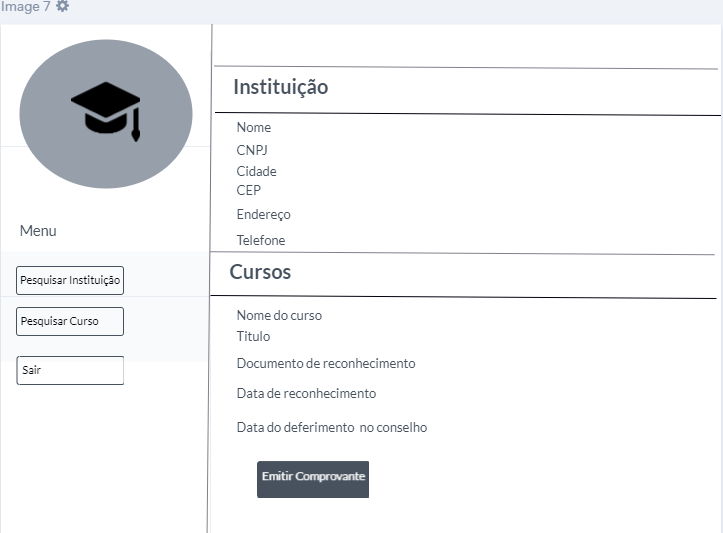 Image 7
Menu
Pesquisar Instituição
Pesquisar Curso
Sair
Instituição
Nome
CNPJ
Cidade
CEP
Endereço
Telefone
Cursos
Nome do curso
Titulo
Documento de reconhecimento
Data de reconhecimento
Data do deferimento no conselho
Emitir Comprovante